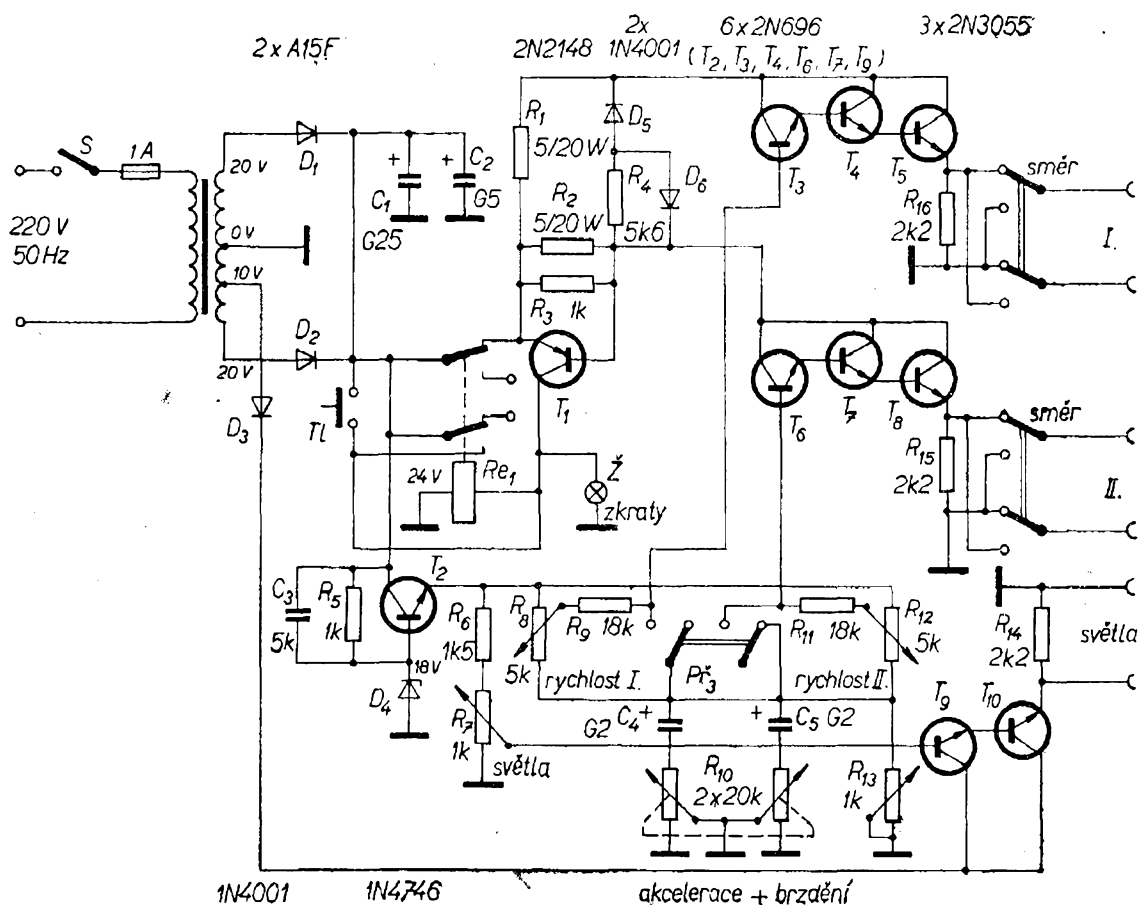 2 x A15F
2N2148
2x
1N4001
6 x 2N696
(T2, T3, T4, T6, T7, T9)
3 x 2N3055
S
1A
220 V
50 Hz
20 V
0 V
10 V
20 V
D1
D2
D3
C1
G25
C2
G5
R1
5/20 W
R2
5/20 W
R3
1k
R4
5k6
D5
D6
T1
T3
T4
T5
R16
2k2
směr
I.
T6
T7
T8
R15
2k2
směr
II.
Tl
24 V
Re1
Ž
zkraty
C3
5k
R5
1k
T2
18 V
D4
R6
1k5
R7
1k
světla
R8
5k
R9
18k
rychlost I.
Př3
R11
18k
R12
5k
rychlost II.
C4
G2
C5
G2
R10
2 x 20k
R13
1k
T9
T10
R14
2k2
světla
1N4001
1N4746
akcelerace + brzdění